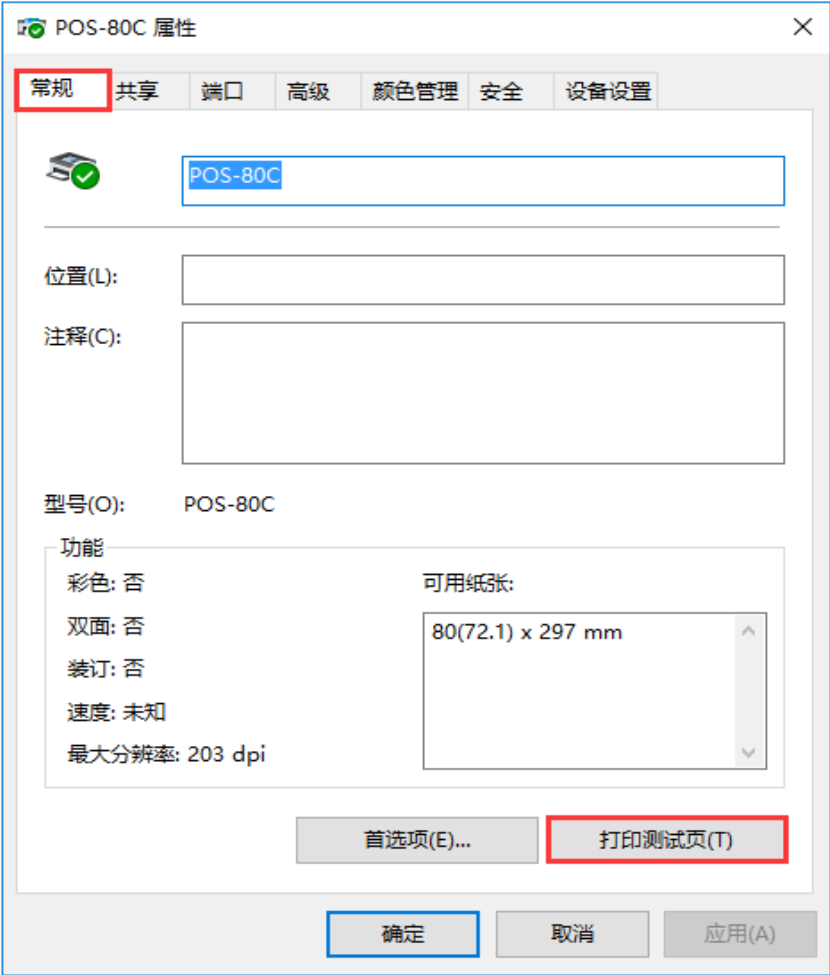 POS-80C 属性
常规 共享 端口 高级 颜色管理 安全 设备设置
POS-80C
位置(L):
注释(C):
型号(O): POS-80C
功能
彩色: 否 可用纸张:
双面: 否 80(72.1) x 297 mm
装订: 否
速度: 未知
最大分辨率: 203 dpi
首选项(E)... 打印测试页(T)
确定 取消 应用(A)